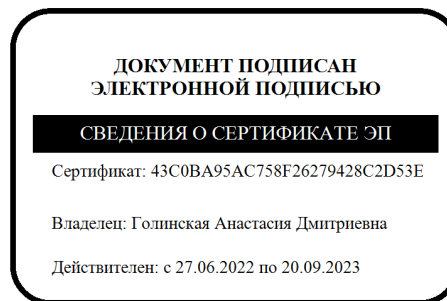 ДОКУМЕНТ ПОДПИСАН
ЭЛЕКТРОННОЙ ПОДПИСЬЮ
СВЕДЕНИЯ О СЕРТИФИКАТЕ ЭП
Сертификат: 43C0BA95AC758F26279428C2D53E
Владелец: Голинская Анастасия Дмитриевна
Действителен: с 27.06.2022 по 20.09.2023